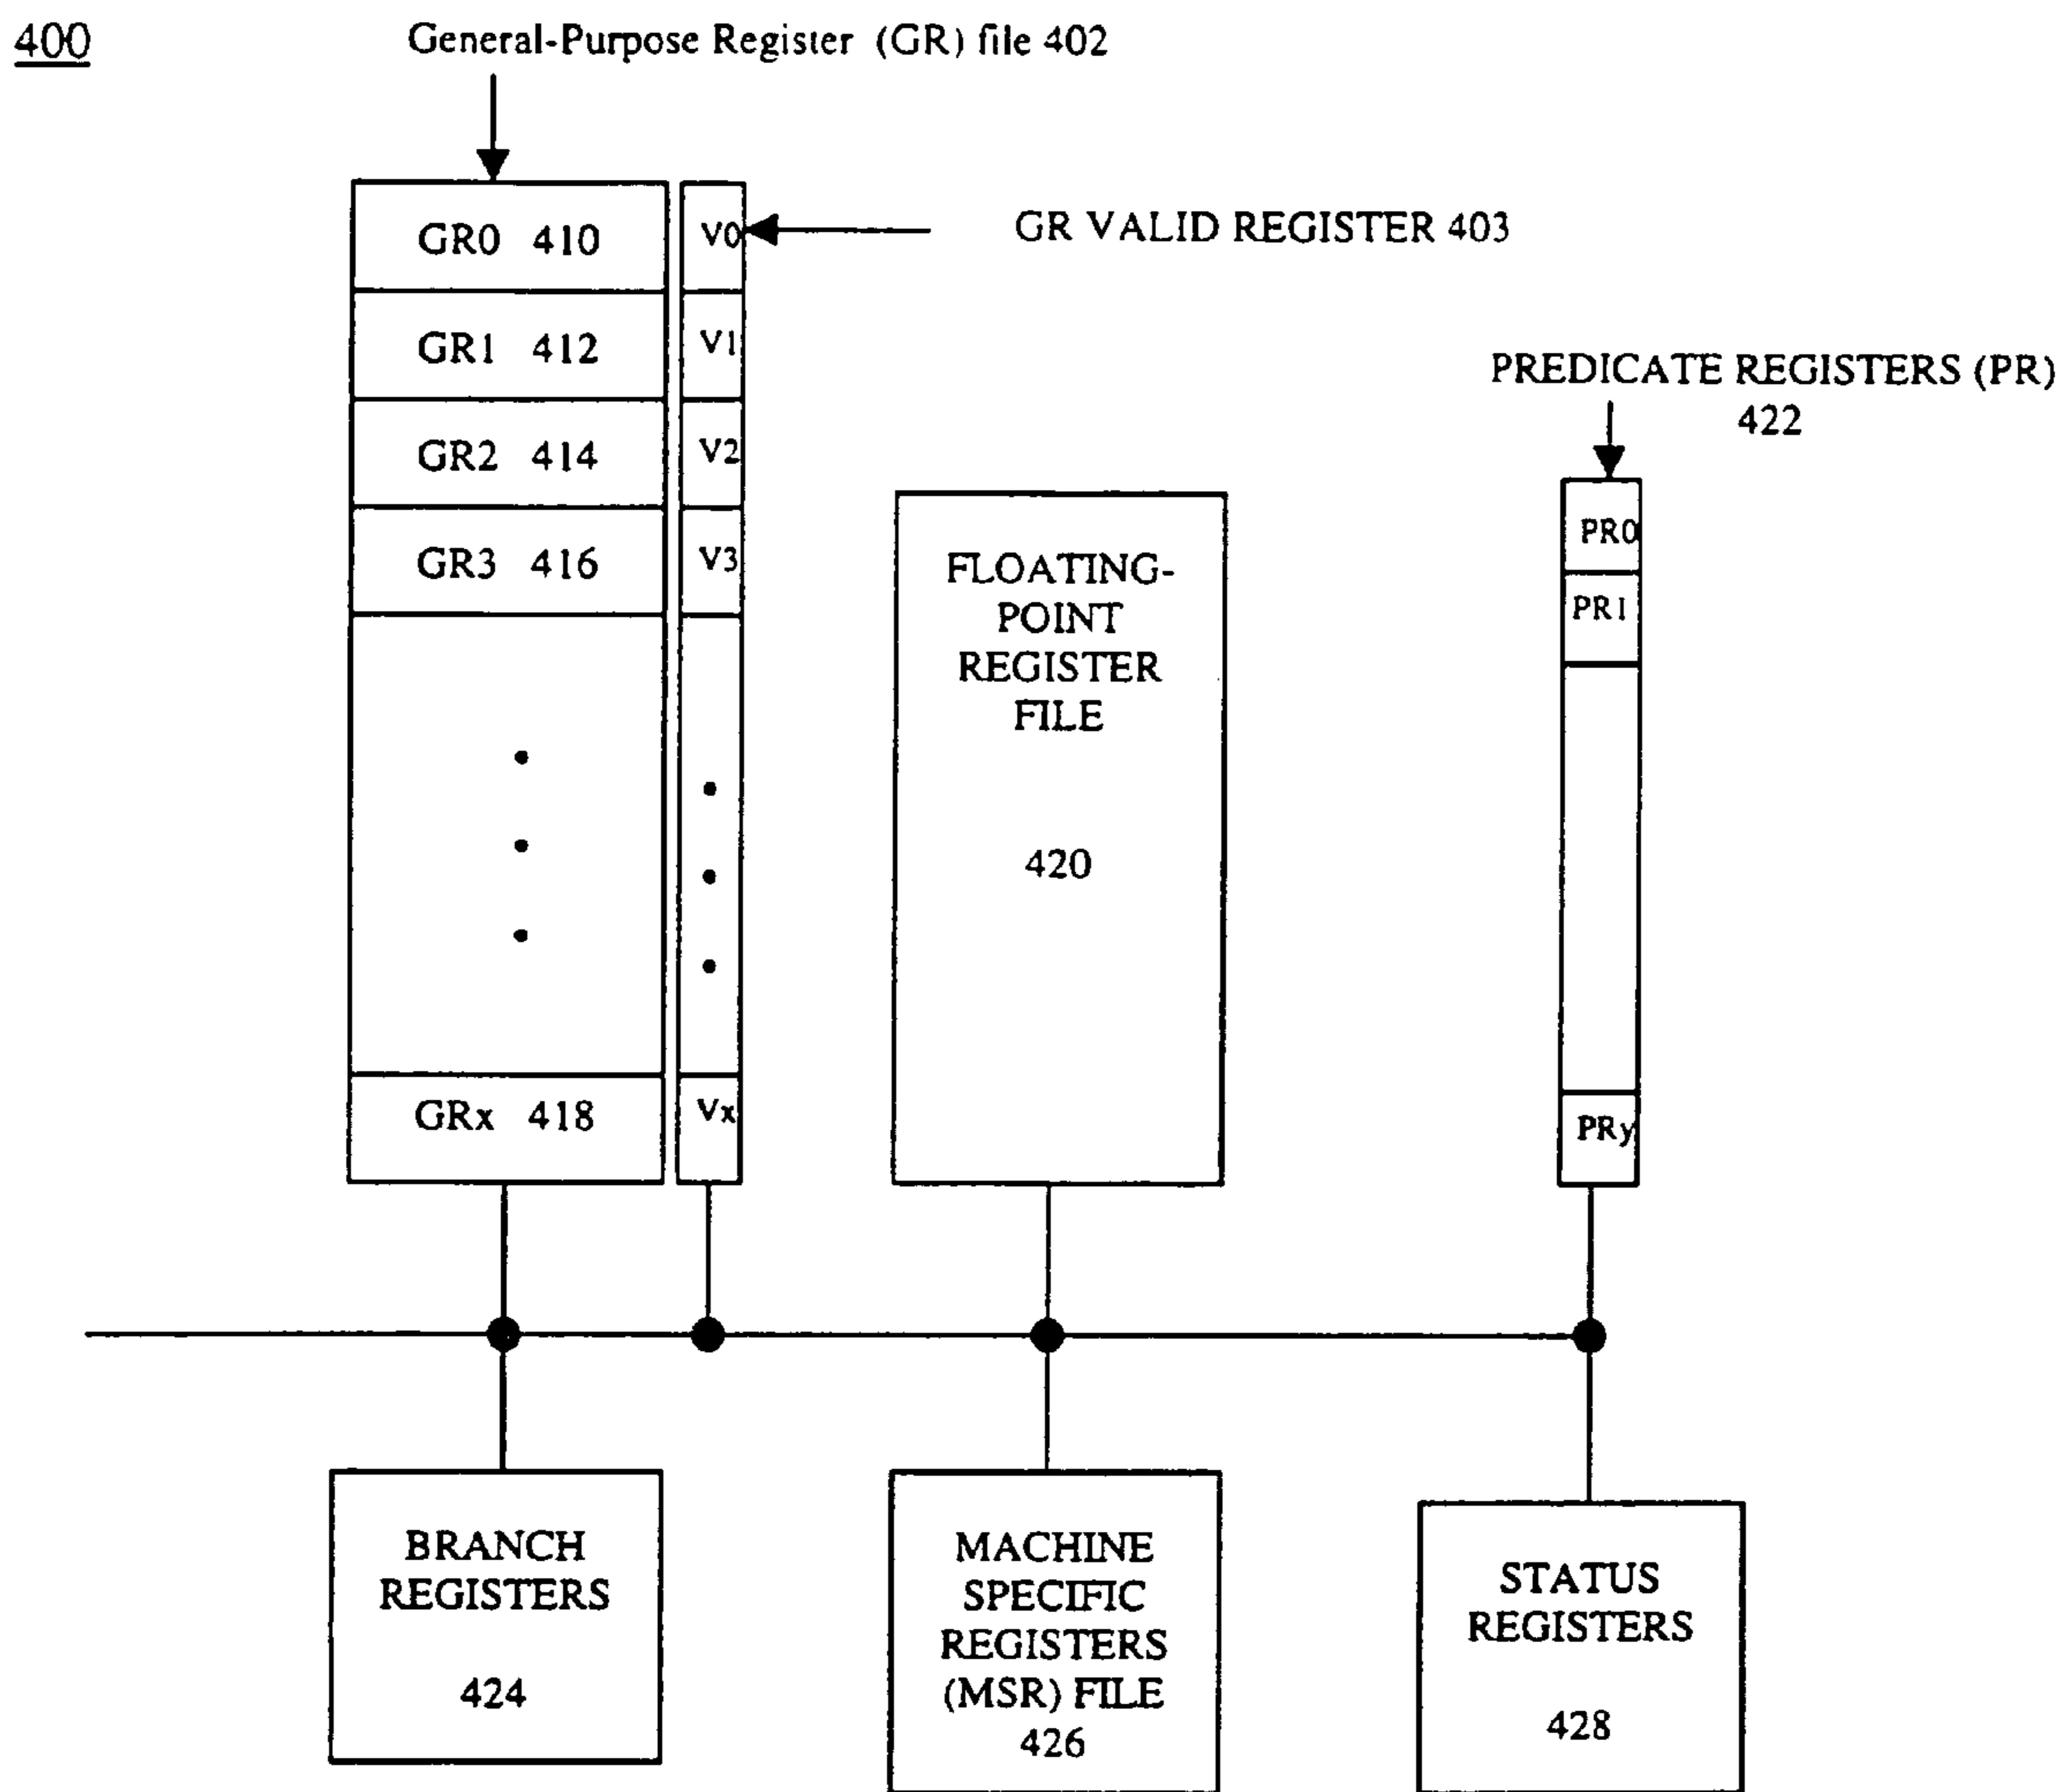 400
General-Purpose Register (GR) file 402
GR0 410
V0
GR VALID REGISTER 403
GR1 412
V1
GR2 414
V2
GR3 416
V3
PREDICATE REGISTERS (PR)
422
PR0
PR1
PRy
FLOATING-
POINT
REGISTER
FILE
420
GRx 418
Vx
BRANCH
REGISTERS
424
MACHINE
SPECIFIC
REGISTERS
(MSR) FILE
426
STATUS
REGISTERS
428